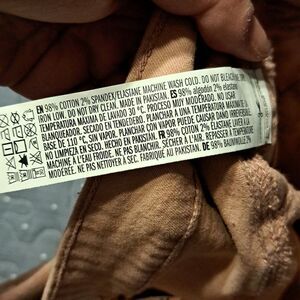 EN 98% COTTON 2% SPANDEX/ELASTANE MACHINE WASH COLD. DO NOT BLEACH.
IRON LOW. DO NOT DRY CLEAN. MADE IN PAKISTAN. ES 98% algodón 2% elastano
TEMPERATURA MÁXIMA DE LAVADO 30 °C. PROCESO MUY MODERADO. NO USAR
BLANQUEADOR. SECADO EN TENDEDERO. PLANCHAR A UNA TEMPERATURA MÁXIMA
BASE DE 110 °C. SIN VAPOR. PLANCHAR CON VAPOR PUEDE CAUSAR DAÑO IRREVERSIBLE.
NO LIMPIEZA EN SECO. HECHO EN PAKISTÁN. FR 98% COTON 2% ÉLASTANE LAVER À LA
MACHINE À L'EAU FROIDE. NE PAS NETTOYER À SEC. SÉCHER À L'AIR. REPASSER À TEMPÉRATURE
MODÉRÉE. NE PAS JAVELLISER. FABRIQUÉ AU PAKISTAN. DE 98% BAUMWOLLE 2%